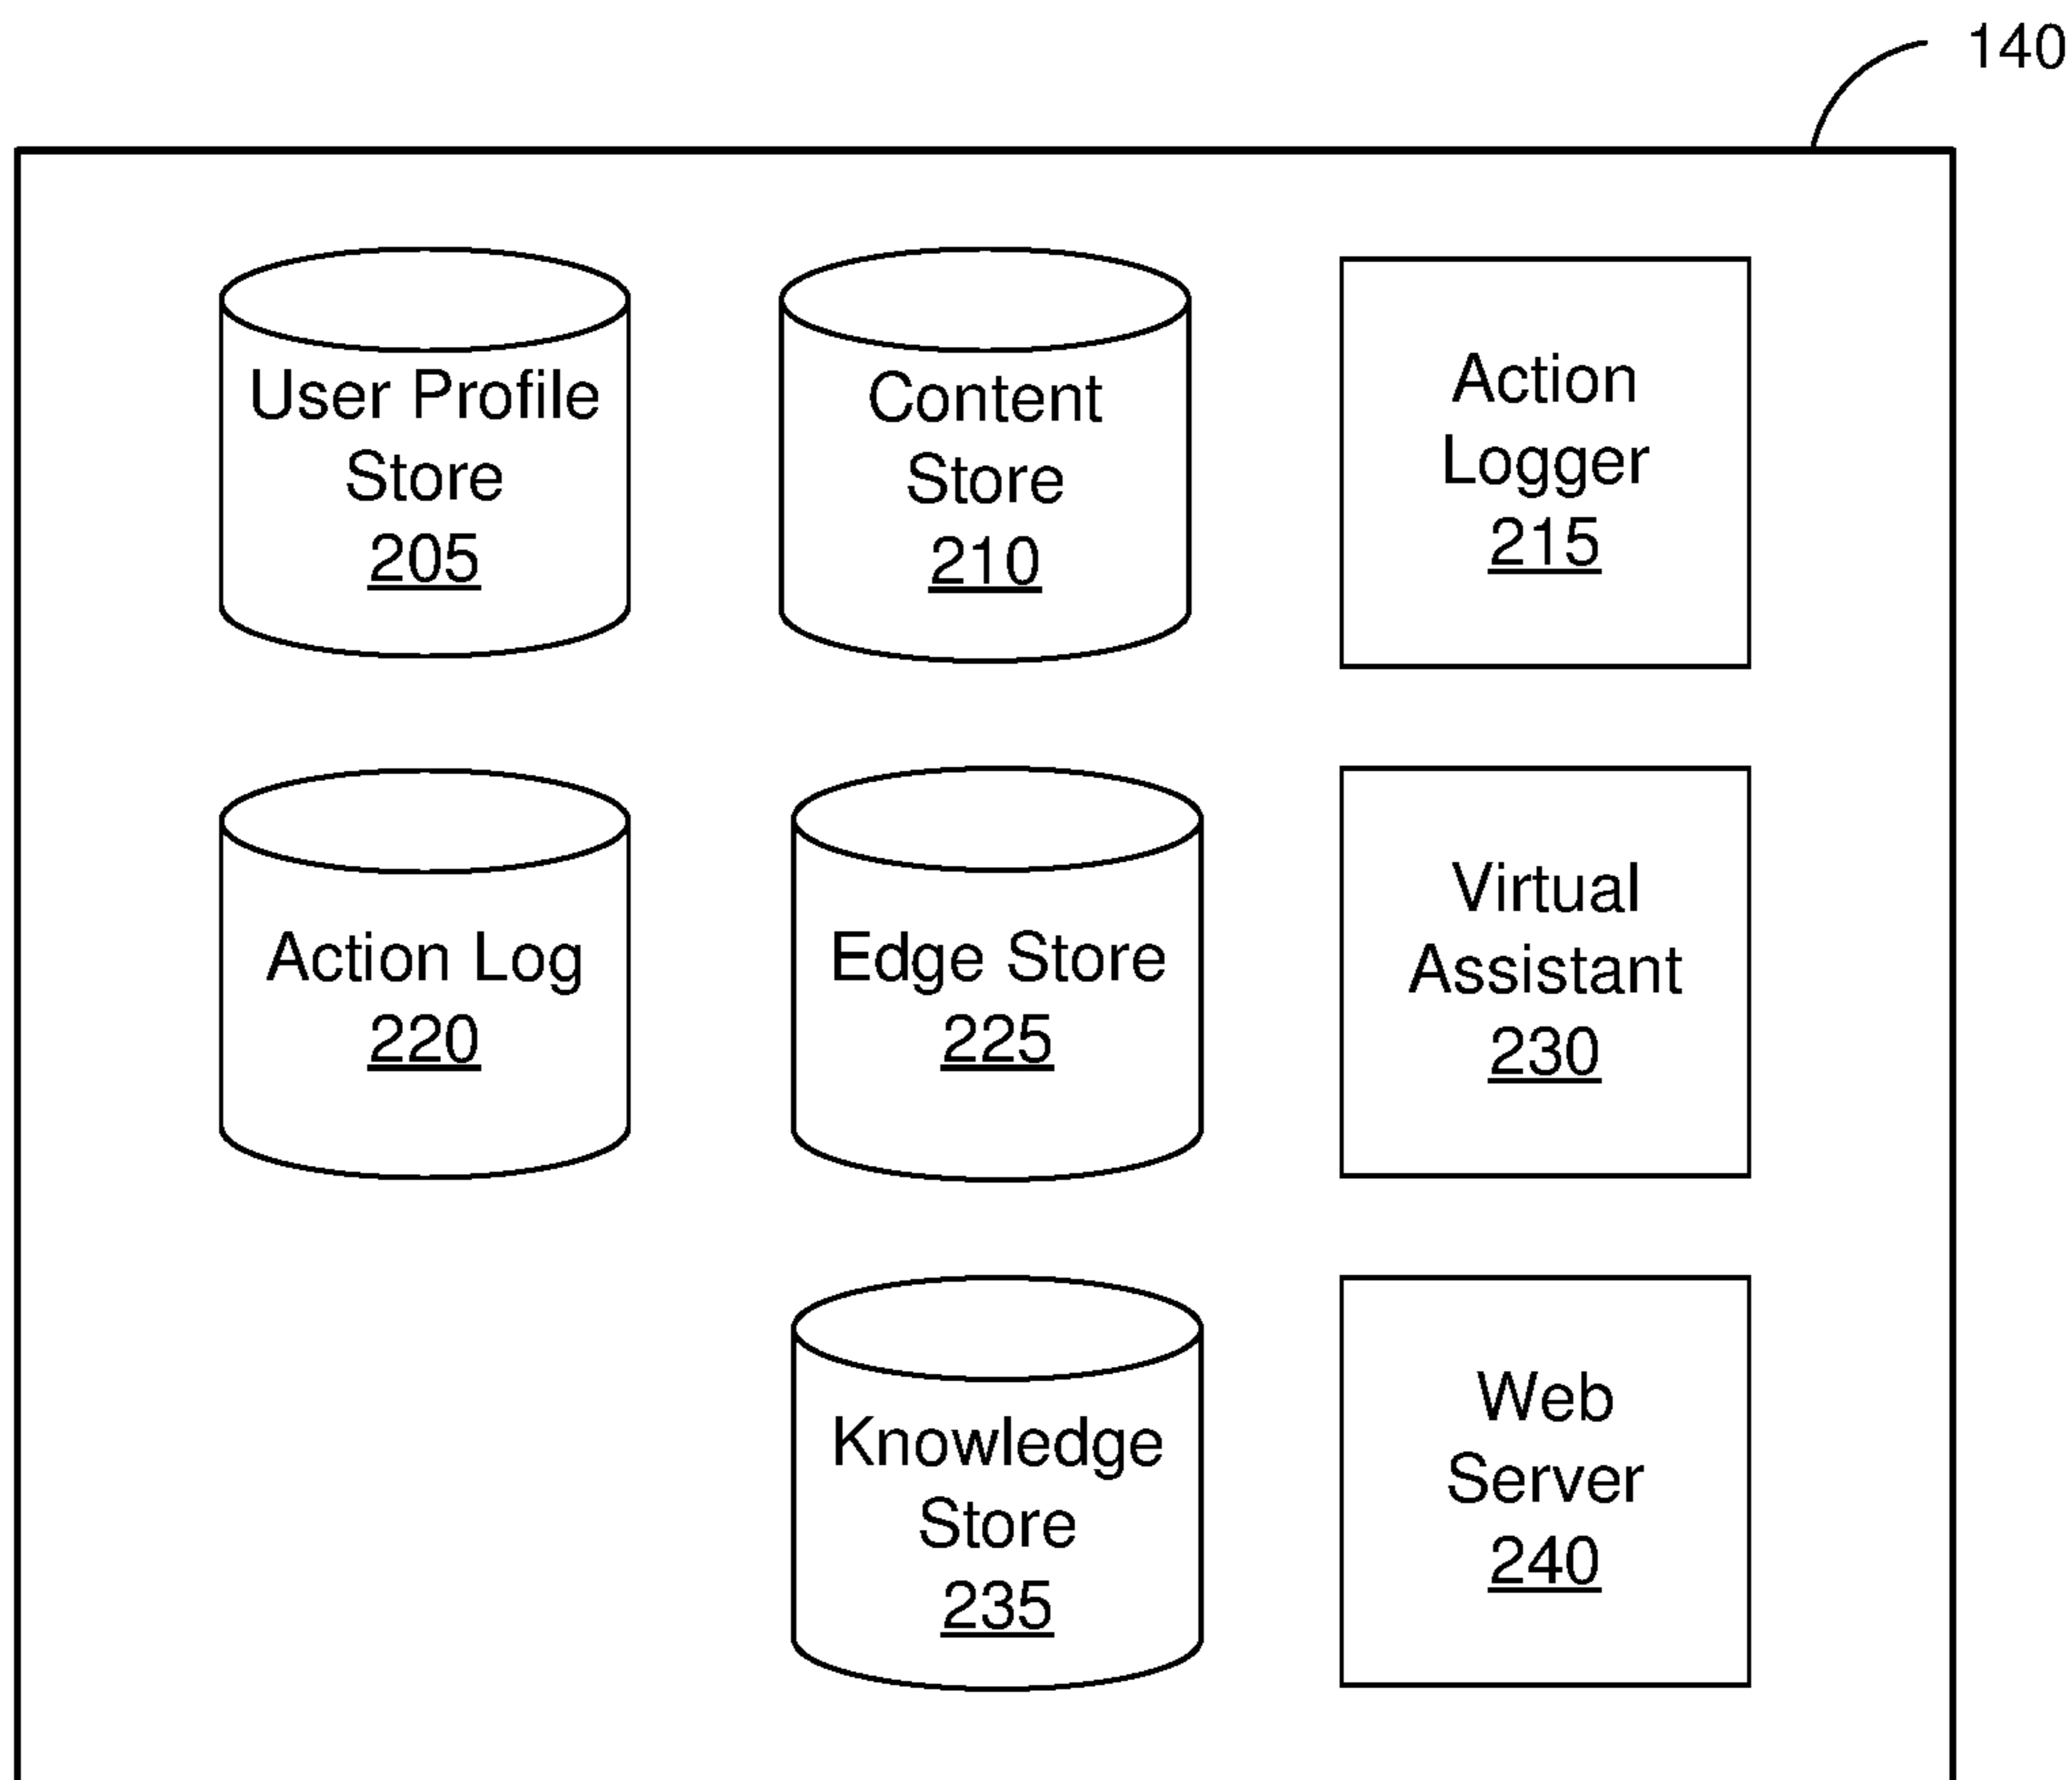 140
User Profile
Store
205
Content
Store
210
Action
Logger
215
Action Log
220
Edge Store
225
Virtual
Assistant
230
Knowledge
Store
235
Web
Server
240